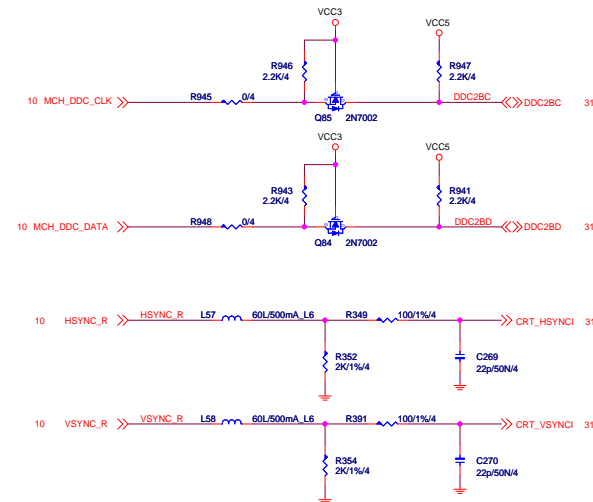 VCC3
VCC5
R946
2.2K/4
R947
2.2K/4
10 MCH_DDC_CLK
R945
0/4
DDC2BC
DDC2BC
31
Q85
2N7002
VCC3
VCC5
R943
2.2K/4
R941
2.2K/4
10 MCH_DDC_DATA
R948
0/4
DDC2BD
DDC2BD
31
Q84
2N7002
10
HSYNC_R
HSYNC_R
L57
60L/500mA_L6
R349
100/1%/4
CRT_HSYNCI
31
R352
2K/1%/4
C269
22p/50N/4
10
VSYNC_R
VSYNC_R
L58
60L/500mA_L6
R391
100/1%/4
CRT_VSYNCI
31
R354
2K/1%/4
C270
22p/50N/4